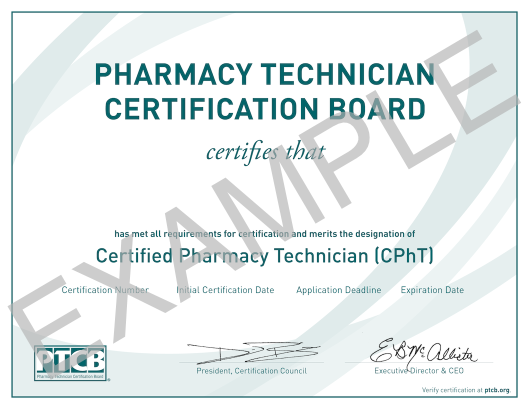 PHARMACY TECHNICIAN
CERTIFICATION BOARD
certifies that
EXAMPLE
has met all requirements for certification and merits the designation of
Certified Pharmacy Technician (CPhT)
Certification Number Initial Certification Date Application Deadline Expiration Date
PTCB
Pharmacy Technician Certification Board
President, Certification Council Executive Director & CEO
Verify certification at ptcb.org.